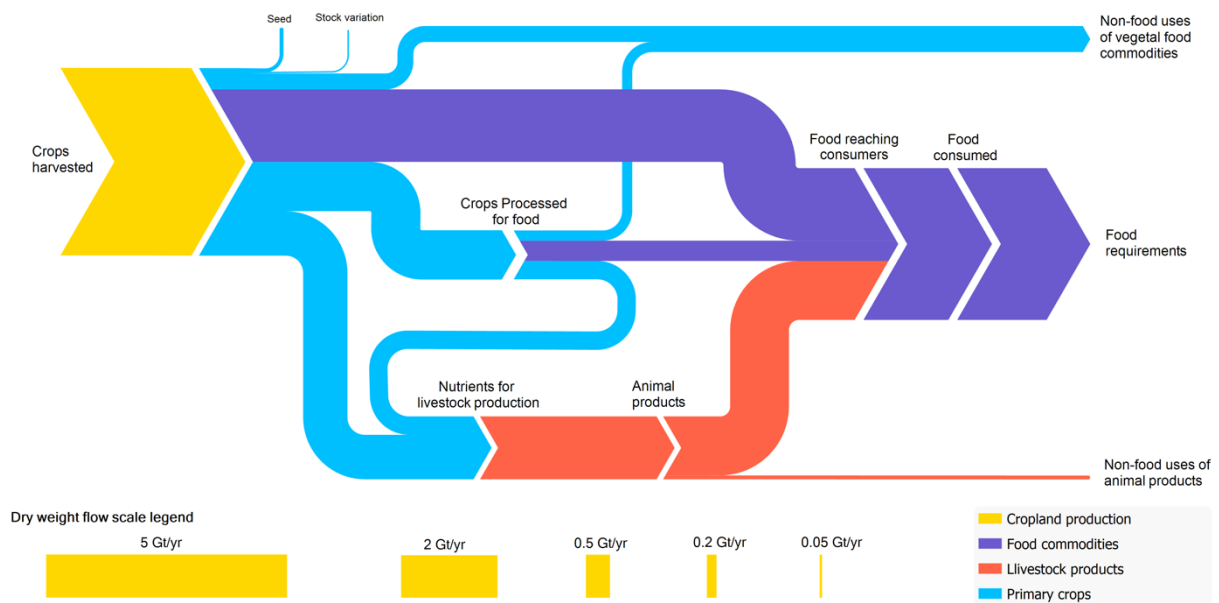 Seed
Stock variation
Non-food uses
of vegetal food
commodities
Crops
harvested
Food reaching
consumers
Food
consumed
Crops Processed
for food
Food
requirements
Nutrients for
livestock production
Animal
products
Non-food uses of
animal products
Dry weight flow scale legend
5 Gt/yr
2 Gt/yr
0.5 Gt/yr
0.2 Gt/yr
0.05 Gt/yr
Cropland production
Food commodities
Llivestock products
Primary crops